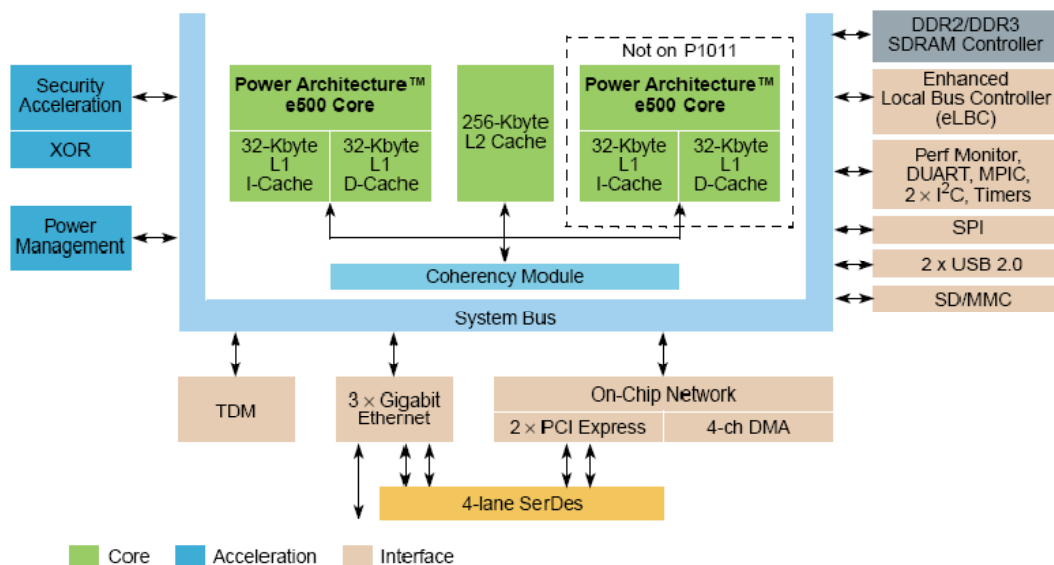 DDR2/DDR3
SDRAM Controller
Not on P1011
Security
Acceleration
XOR
Power Architecture™
e500 Core
32-Kbyte
L1
I-Cache
32-Kbyte
L1
D-Cache
256-Kbyte
L2 Cache
Power Architecture™
e500 Core
32-Kbyte
L1
I-Cache
32-Kbyte
L1
D-Cache
Enhanced
Local Bus Controller
(eLBC)
Perf Monitor,
DUART, MPIC,
2 × I²C, Timers
Power
Management
SPI
2 x USB 2.0
SD/MMC
Coherency Module
System Bus
TDM
3 × Gigabit
Ethernet
On-Chip Network
2 × PCI Express
4-ch DMA
4-lane SerDes
Core
Acceleration
Interface